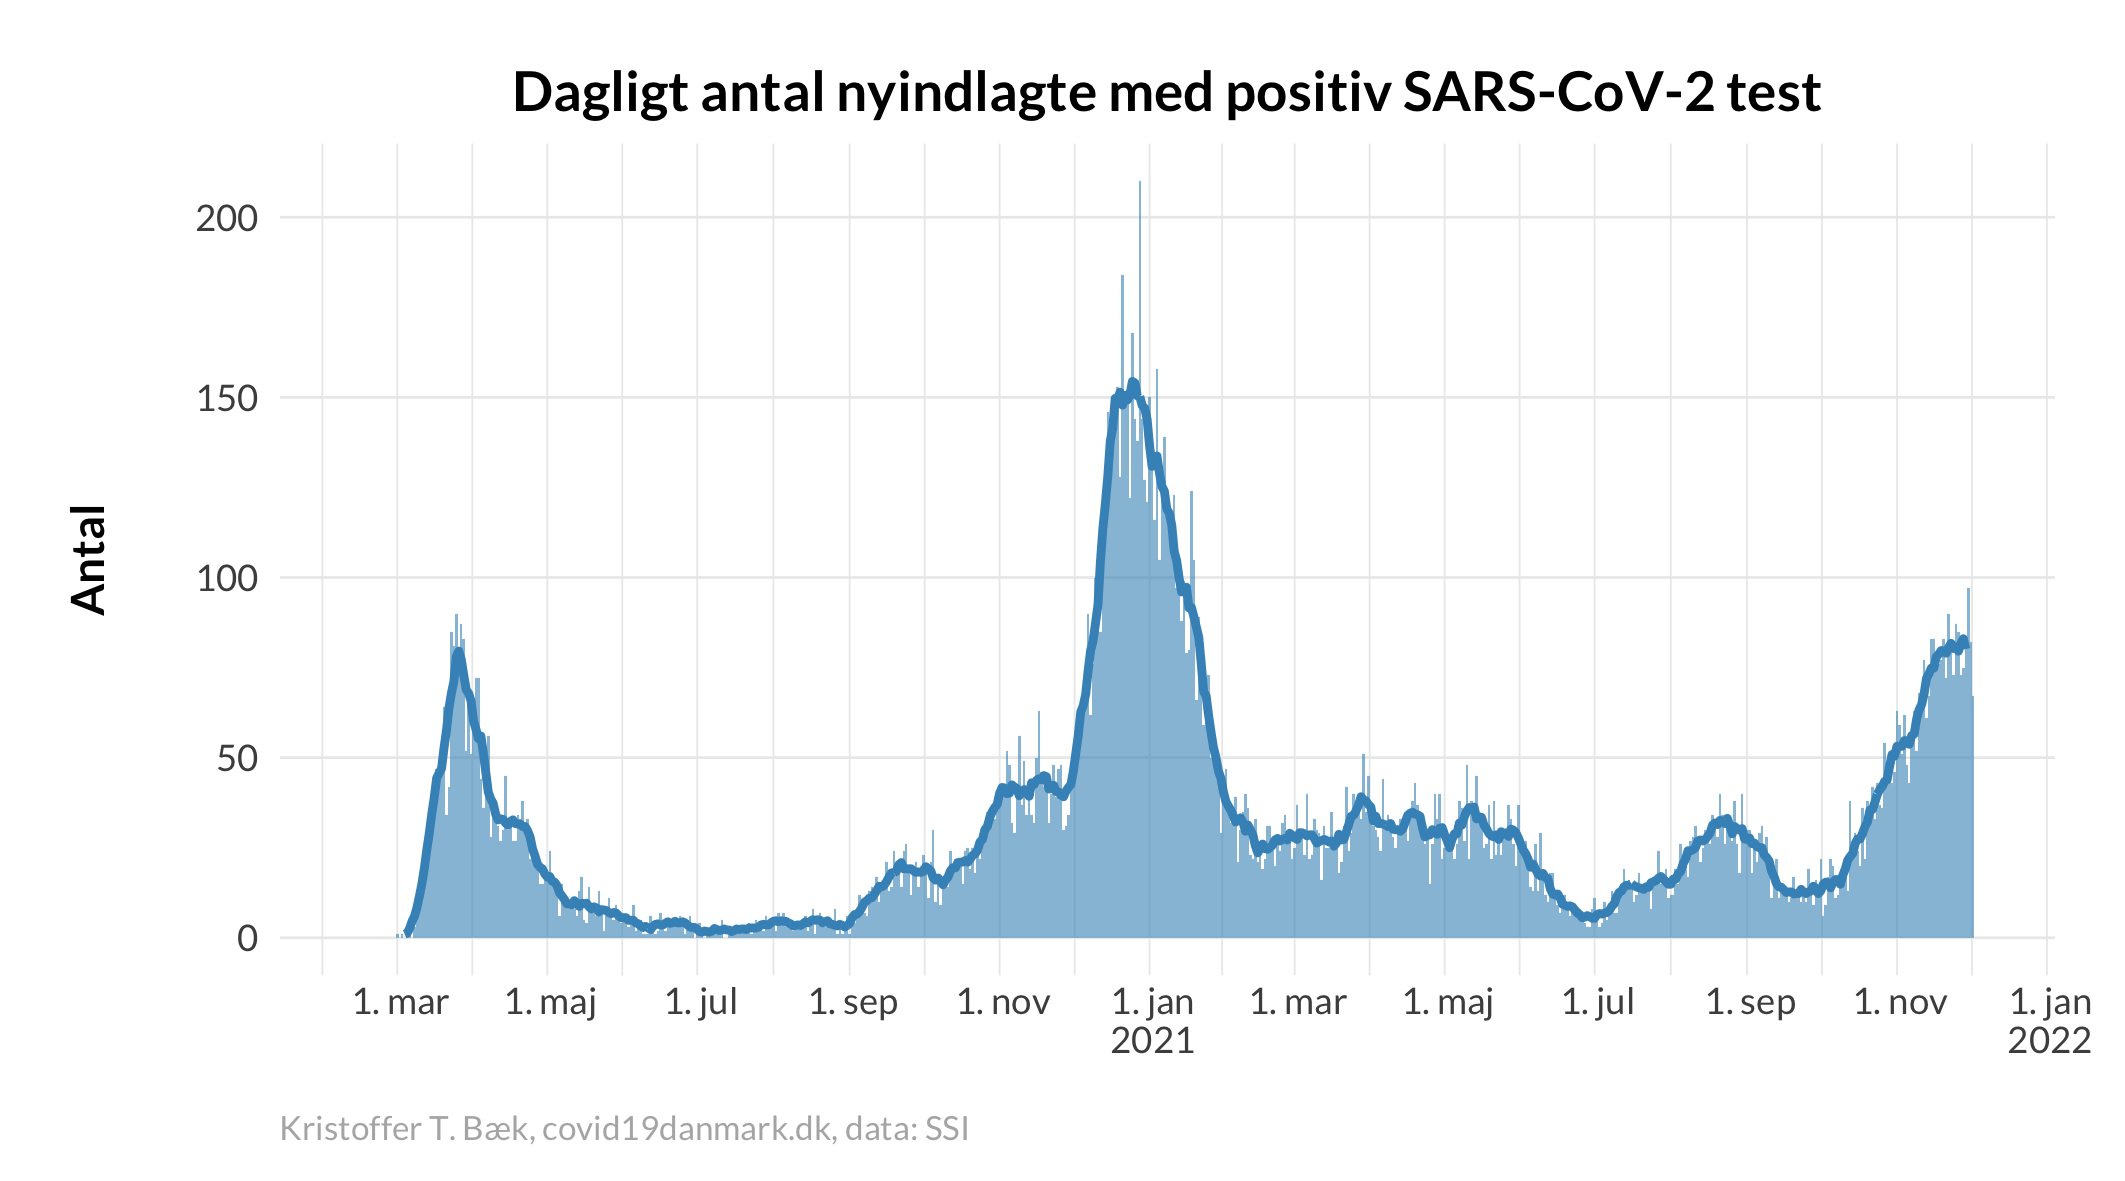 Dagligt antal nyindlagte med positiv SARS-CoV-2 test
Antal
200
150
100
50
0
1. mar 1. maj 1. jul 1. sep 1. nov 1. jan 1. mar 1. maj 1. jul 1. sep 1. nov 1. jan
2021 2022
Kristoffer T. Bæk, covid19danmark.dk, data: SSI